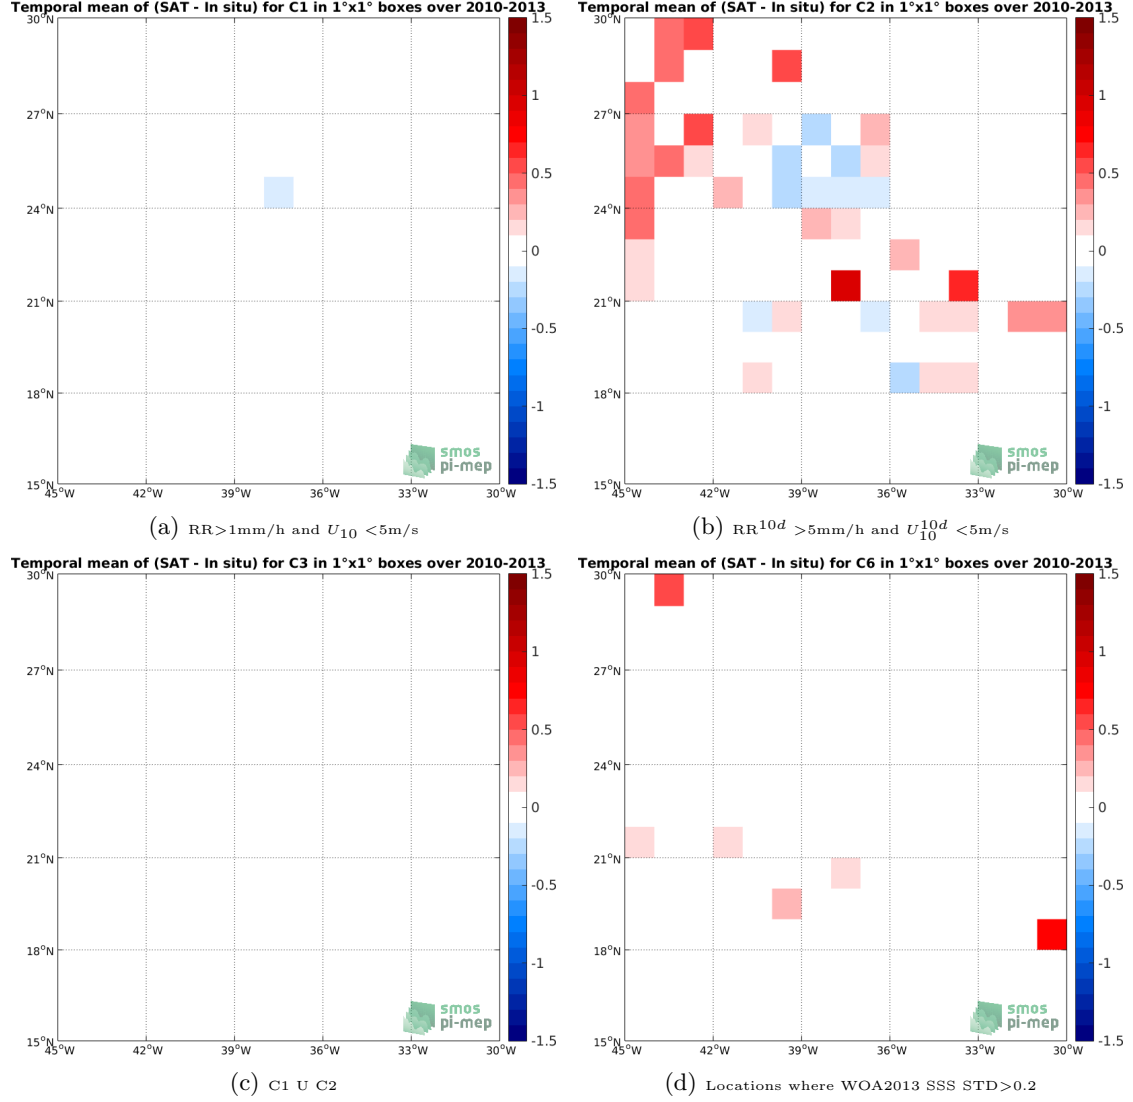 Temporal mean of (SAT - In situ) for C1 in 1°x1° boxes over 2010-2013
30°N
27°N
24°N
21°N
18°N
15°N
45°W 42°W 39°W 36°W 33°W 30°W
1.5
1
0.5
0
-0.5
-1
-1.5
smos
pi-mep
(a) RR>1mm/h and U10 <5m/s
Temporal mean of (SAT - In situ) for C2 in 1°x1° boxes over 2010-2013
30°N
27°N
24°N
21°N
18°N
15°N
45°W 42°W 39°W 36°W 33°W 30°W
1.5
1
0.5
0
-0.5
-1
-1.5
smos
pi-mep
(b) RR10d >5mm/h and U10d10 <5m/s
Temporal mean of (SAT - In situ) for C3 in 1°x1° boxes over 2010-2013
30°N
27°N
24°N
21°N
18°N
15°N
45°W 42°W 39°W 36°W 33°W 30°W
1.5
1
0.5
0
-0.5
-1
-1.5
smos
pi-mep
(c) C1 U C2
Temporal mean of (SAT - In situ) for C6 in 1°x1° boxes over 2010-2013
30°N
27°N
24°N
21°N
18°N
15°N
45°W 42°W 39°W 36°W 33°W 30°W
1.5
1
0.5
0
-0.5
-1
-1.5
smos
pi-mep
(d) Locations where WOA2013 SSS STD>0.2